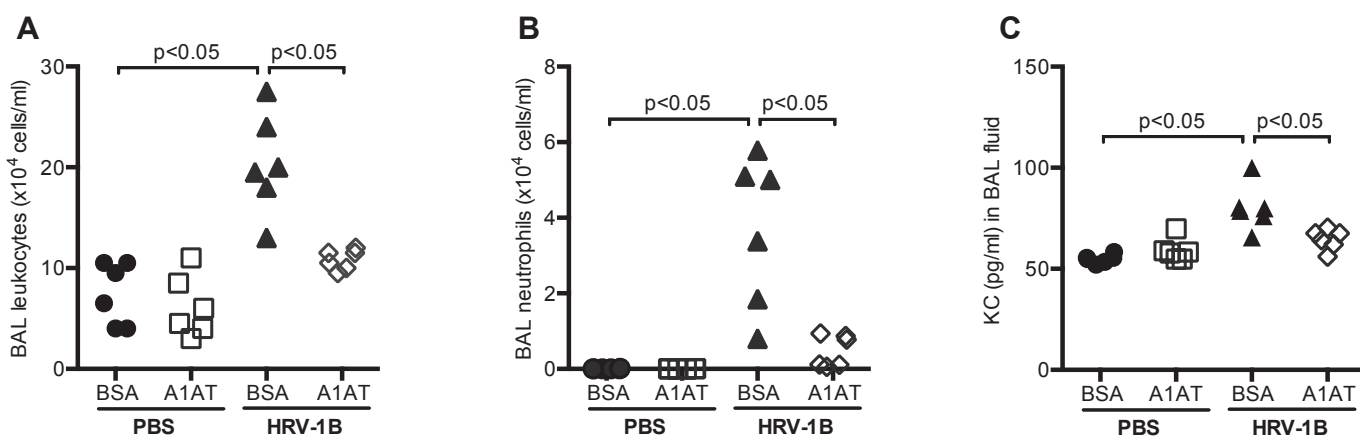 A
BAL leukocytes (x10⁴ cells/ml)
30
20
10
0
p<0.05
p<0.05
BSA A1AT BSA A1AT
PBS HRV-1B
B
BAL neutrophils (x10⁴ cells/ml)
8
6
4
2
0
p<0.05
p<0.05
BSA A1AT BSA A1AT
PBS HRV-1B
C
KC (pg/ml) in BAL fluid
150
100
50
0
p<0.05
p<0.05
BSA A1AT BSA A1AT
PBS HRV-1B